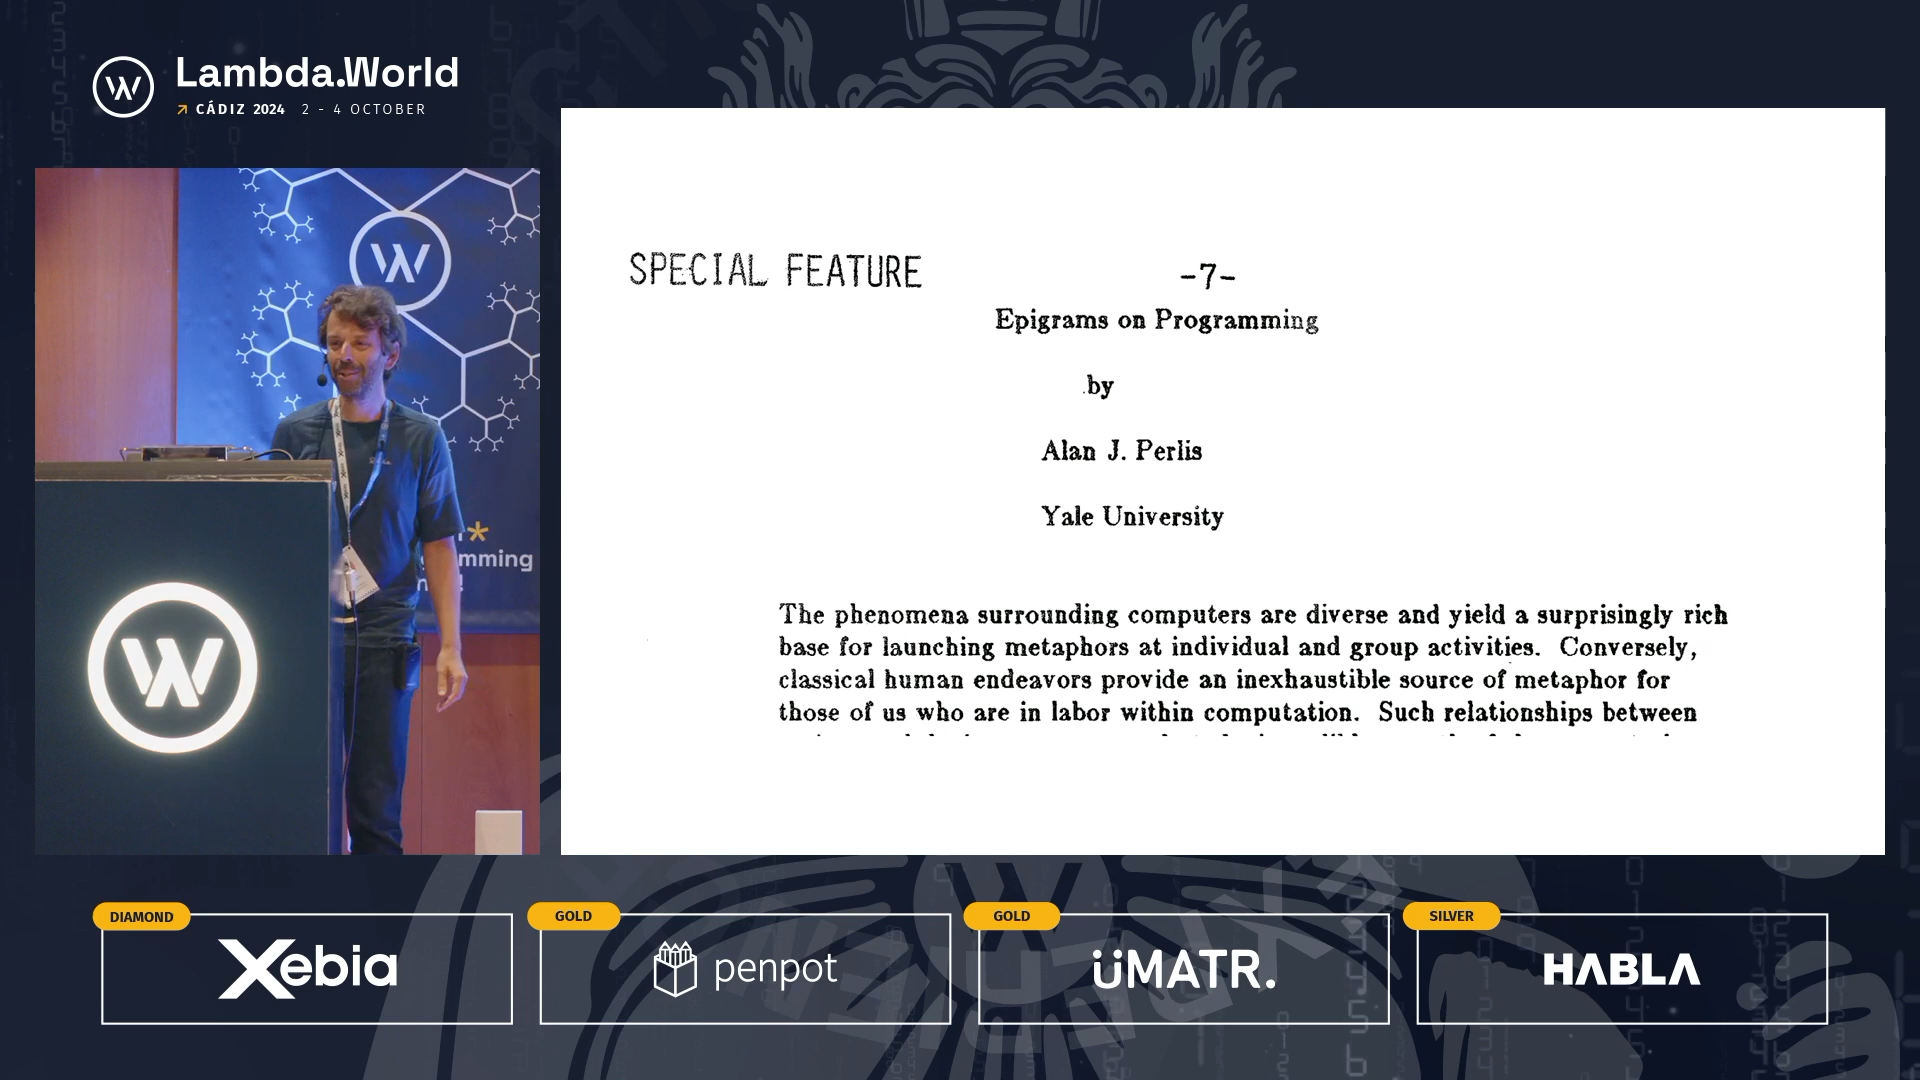 Lambda.World
CÁDIZ 2024 2 - 4 OCTOBER
SPECIAL FEATURE
-7-
Epigrams on Programming
by
Alan J. Perlis
Yale University
The phenomena surrounding computers are diverse and yield a surprisingly rich
base for launching metaphors at individual and group activities. Conversely,
classical human endeavors provide an inexhaustible source of metaphor for
those of us who are in labor within computation. Such relationships between
mming
DIAMOND
Xebia
GOLD
penpot
GOLD
üMATR.
SILVER
HABLA